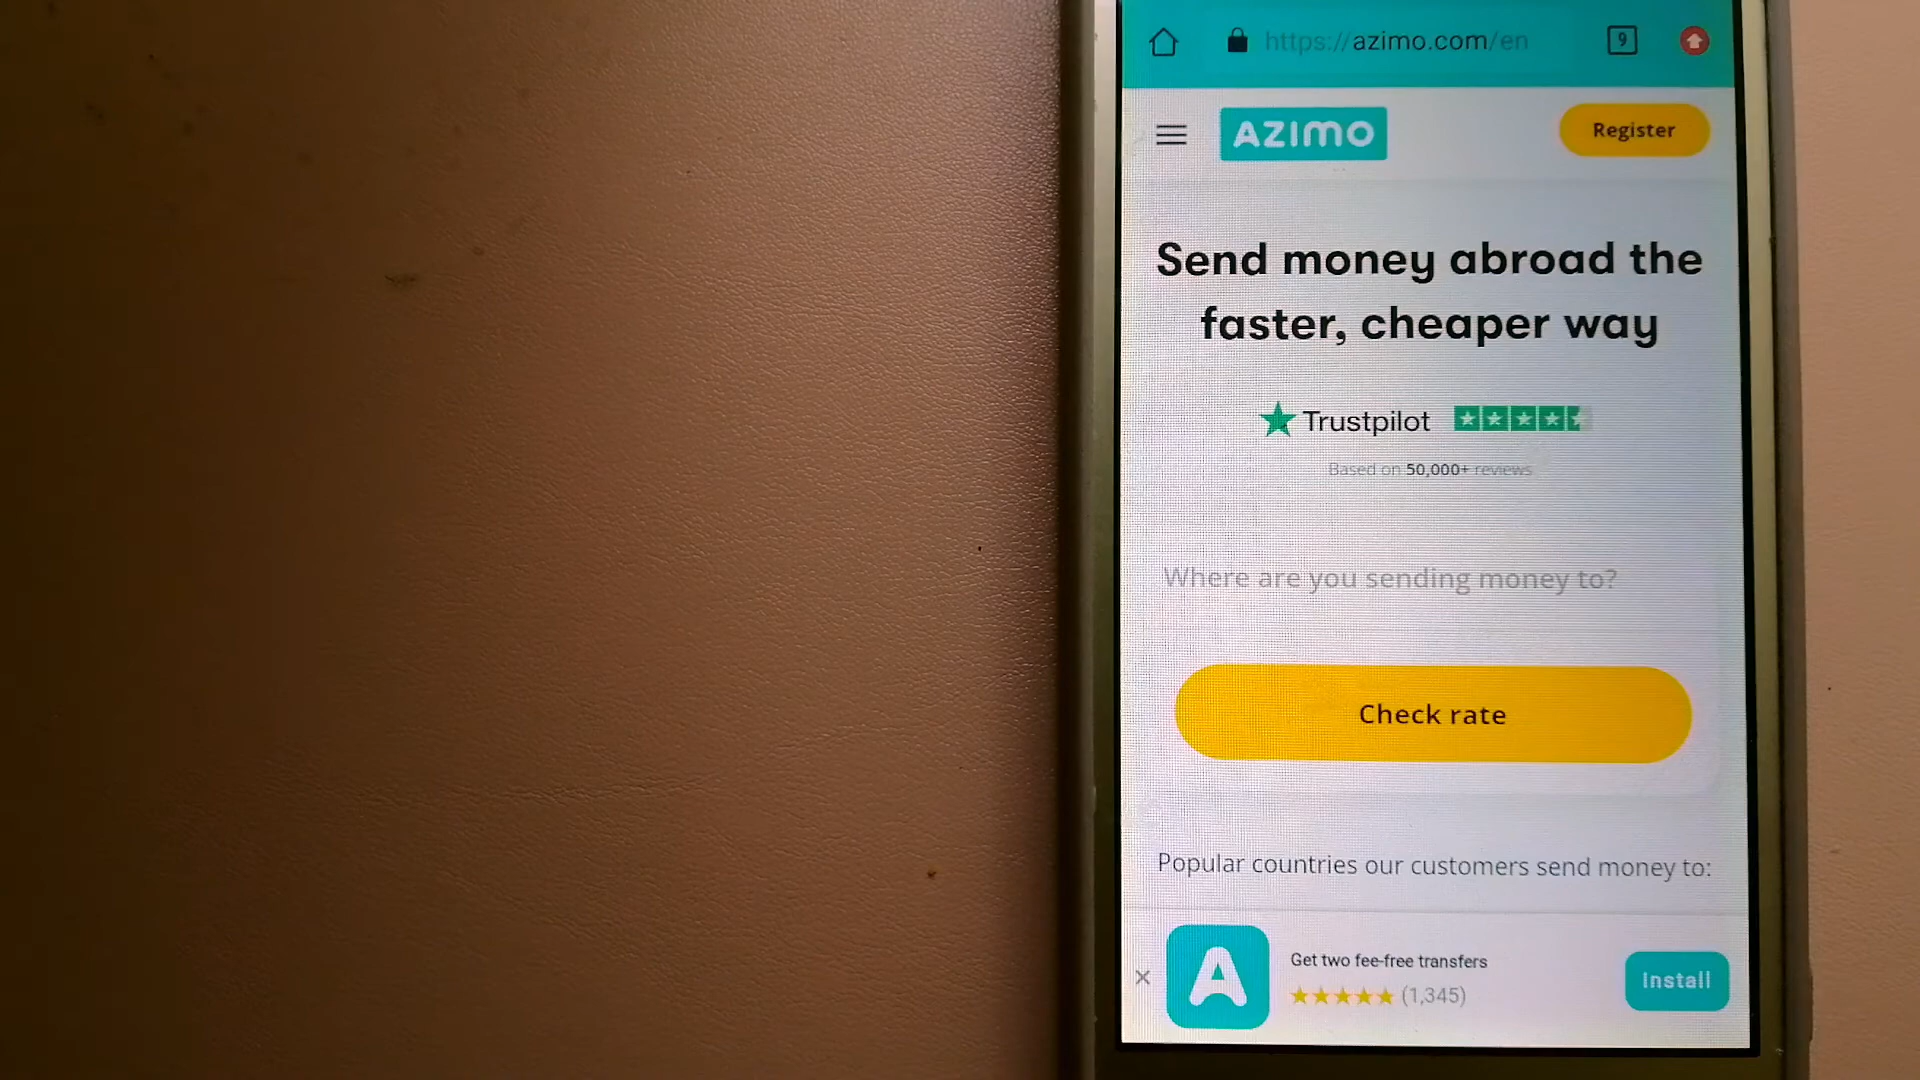 https://azimo.com/en
9
AZIMO
Register
Send money abroad the
faster, cheaper way
Trustpilot
Based on 50,000+ reviews
Where are you sending money to?
Check rate
Popular countries our customers send money to:
A
Get two fee-free transfers
(1,345)
Install